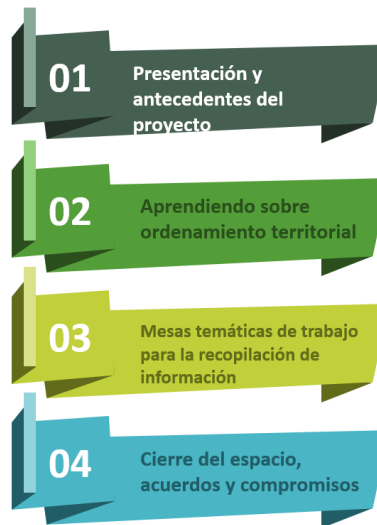 01
Presentación y
antecedentes del
proyecto
02
Aprendiendo sobre
ordenamiento territorial
03
Mesas temáticas de trabajo
para la recopilación de
información
04
Cierre del espacio,
acuerdos y compromisos